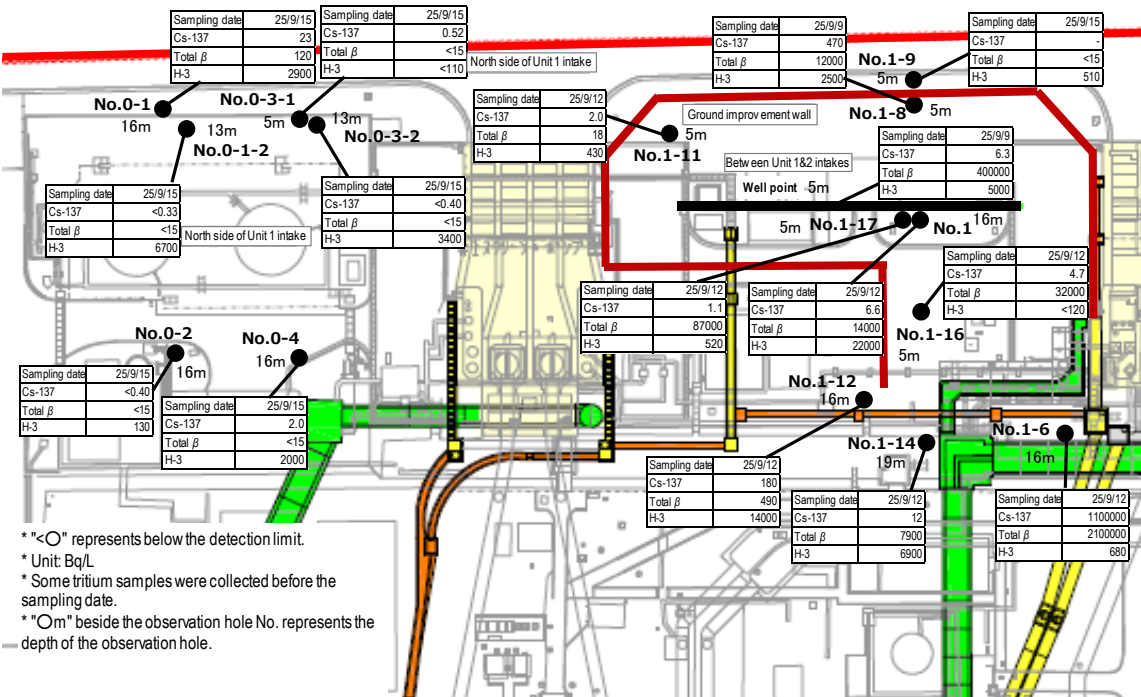 Sampling date 25/9/15
Cs-137 23
Total β 120
H-3 2900
Sampling date 25/9/15
Cs-137 0.52
Total β <15
H-3 <110
North side of Unit 1 intake
Sampling date 25/9/9
Cs-137 470
Total β 12000
H-3 2500
Sampling date 25/9/15
Cs-137 -
Total β <15
H-3 510
No.1-9
5m
No.1-8
5m
No.0-1
16m
13m
No.0-1-2
No.0-3-1
5m
13m
No.0-3-2
Sampling date 25/9/12
Cs-137 2.0
Total β 18
H-3 430
5m
No.1-11
Ground improvement wall
Between Unit 1&2 intakes
Well point 5m
Sampling date 25/9/9
Cs-137 6.3
Total β 400000
H-3 5000
Sampling date 25/9/15
Cs-137 <0.33
Total β <15
H-3 6700
North side of Unit 1 intake
Sampling date 25/9/15
Cs-137 <0.40
Total β <15
H-3 3400
5m No.1-17
No.1 16m
Sampling date 25/9/12
Cs-137 1.1
Total β 87000
H-3 520
Sampling date 25/9/12
Cs-137 6.6
Total β 14000
H-3 22000
Sampling date 25/9/12
Cs-137 4.7
Total β 32000
H-3 <120
No.1-16
5m
No.0-2
16m
No.0-4
16m
Sampling date 25/9/15
Cs-137 <0.40
Total β <15
H-3 130
Sampling date 25/9/15
Cs-137 2.0
Total β <15
H-3 2000
No.1-12
16m
No.1-14
19m
No.1-6
16m
Sampling date 25/9/12
Cs-137 180
Total β 490
H-3 14000
Sampling date 25/9/12
Cs-137 12
Total β 7900
H-3 6900
Sampling date 25/9/12
Cs-137 1100000
Total β 2100000
H-3 680
* "<O" represents below the detection limit.
* Unit: Bq/L
* Some tritium samples were collected before the
sampling date.
* "Om" beside the observation hole No. represents the
depth of the observation hole.